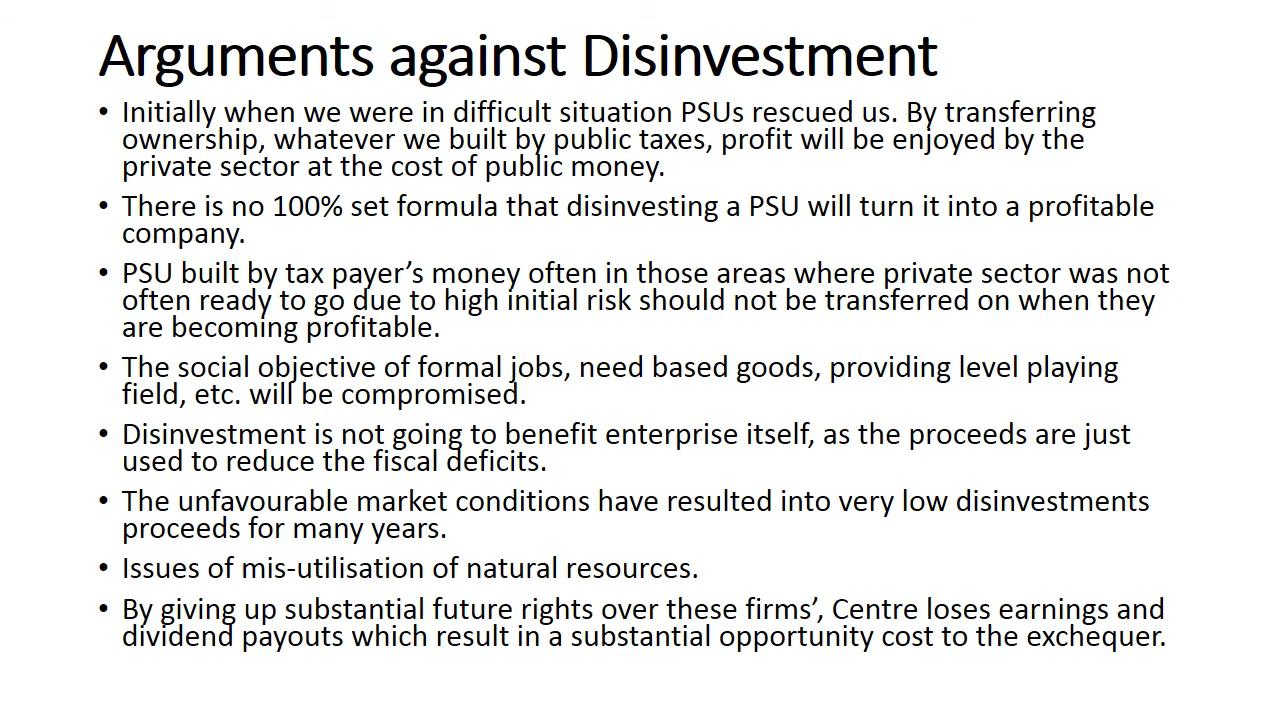 Arguments against Disinvestment
• Initially when we were in difficult situation PSUs rescued us. By transferring
ownership, whatever we built by public taxes, profit will be enjoyed by the
private sector at the cost of public money.
• There is no 100% set formula that disinvesting a PSU will turn it into a profitable
company.
• PSU built by tax payer’s money often in those areas where private sector was not
often ready to go due to high initial risk should not be transferred on when they
are becoming profitable.
• The social objective of formal jobs, need based goods, providing level playing
field, etc. will be compromised.
• Disinvestment is not going to benefit enterprise itself, as the proceeds are just
used to reduce the fiscal deficits.
• The unfavourable market conditions have resulted into very low disinvestments
proceeds for many years.
• Issues of mis-utilisation of natural resources.
• By giving up substantial future rights over these firms’, Centre loses earnings and
dividend payouts which result in a substantial opportunity cost to the exchequer.